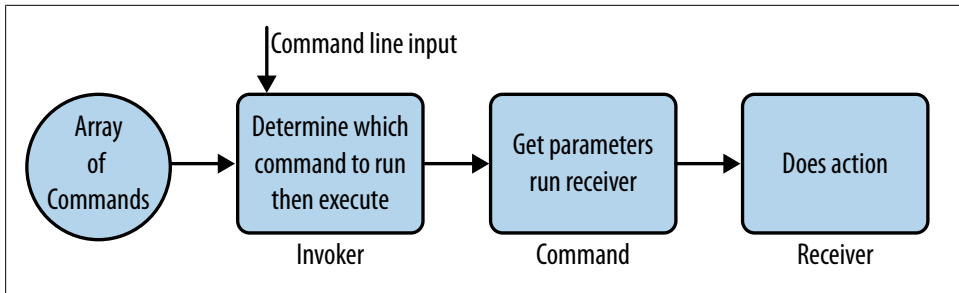 Command line input
Array
of
Commands
Determine which
command to run
then execute
Get parameters
run receiver
Does action
Invoker
Command
Receiver